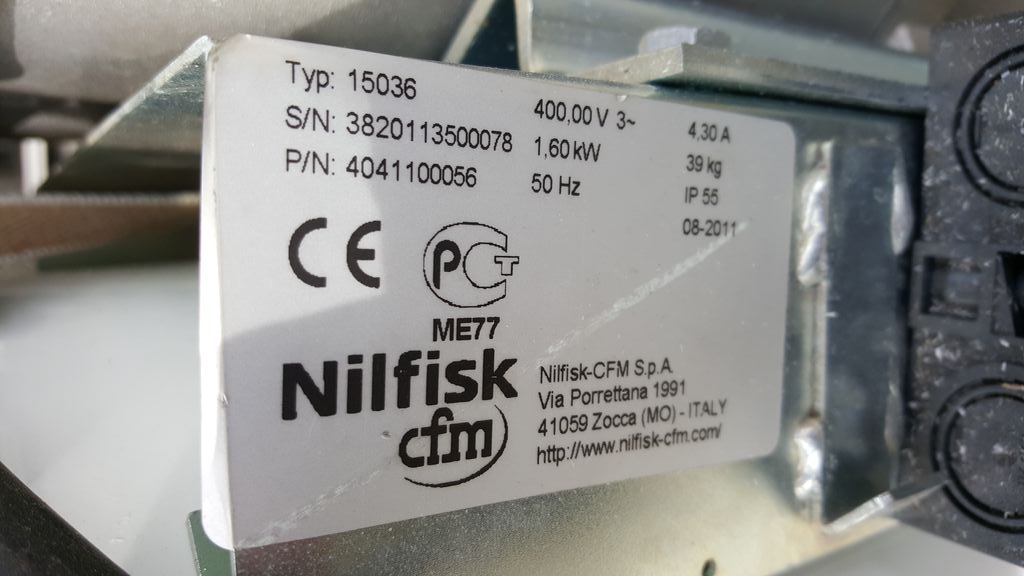 Typ: 15036
S/N: 3820113500078
P/N: 4041100056
400,00 V 3~
1,60 kW
50 Hz
4,30 A
39 kg
IP 55
08-2011
CE
PCT
ME77
Nilfisk
cfm
Nilfisk-CFM S.p.A.
Via Porrettana 1991
41059 Zocca (MO) - ITALY
http://www.nilfisk-cfm.com/